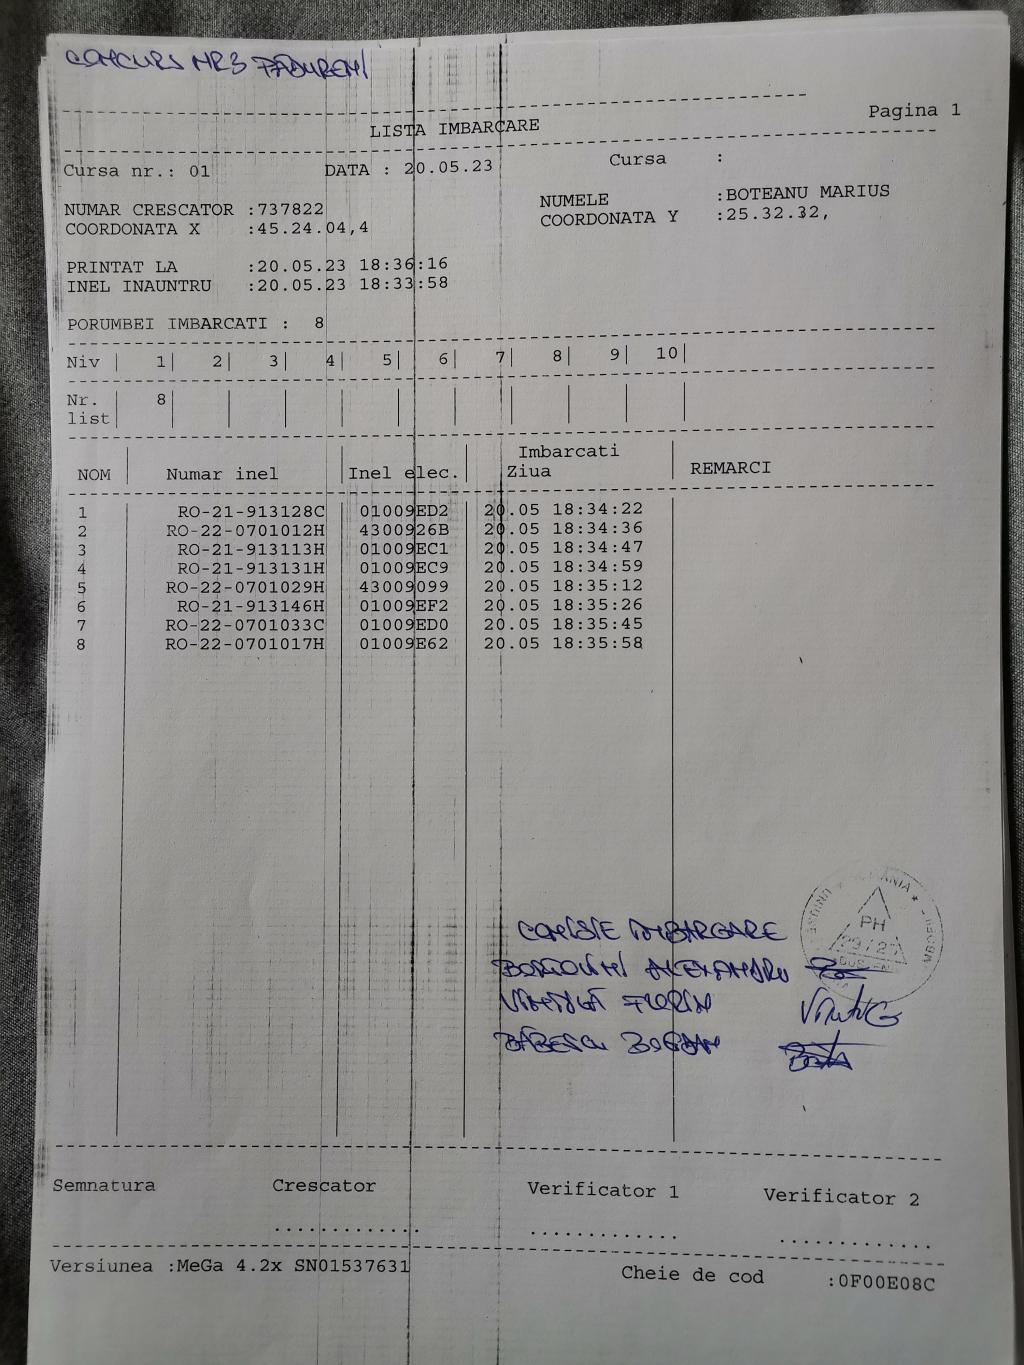 CONCURS NR3 PĂDURENI
Pagina 1
LISTA IMBARCARE
Cursa nr.: 01 DATA : 20.05.23 Cursa :
NUMAR CRESCATOR :737822 NUMELE :BOTEANU MARIUS
COORDONATA X :45.24.04,4 COORDONATA Y :25.32.32,
PRINTAT LA :20.05.23 18:36:16
INEL INAUNTRU :20.05.23 18:33:58
PORUMBEI IMBARCATI : 8
Niv | 1| 2| 3| 4| 5| 6| 7| 8| 9| 10|
Nr. list | 8| | | | | | | | |
NOM | Numar inel | Inel elec. | Imbarcati Ziua | REMARCI
1 RO-21-913128C 01009ED2 20.05 18:34:22
2 RO-22-0701012H 4300926B 20.05 18:34:36
3 RO-21-913113H 01009EC1 20.05 18:34:47
4 RO-21-913131H 01009EC9 20.05 18:34:59
5 RO-22-0701029H 43009099 20.05 18:35:12
6 RO-21-913146H 01009EF2 20.05 18:35:26
7 RO-22-0701033C 01009ED0 20.05 18:35:45
8 RO-22-0701017H 01009E62 20.05 18:35:58
PH
COMISIE IMBARCARE
ALEXANDRU
FLORIN
BĂBESCU BOGDAN
Semnatura Crescator Verificator 1 Verificator 2
Versiunea :MeGa 4.2x SN01537631 Cheie de cod :0F00E08C